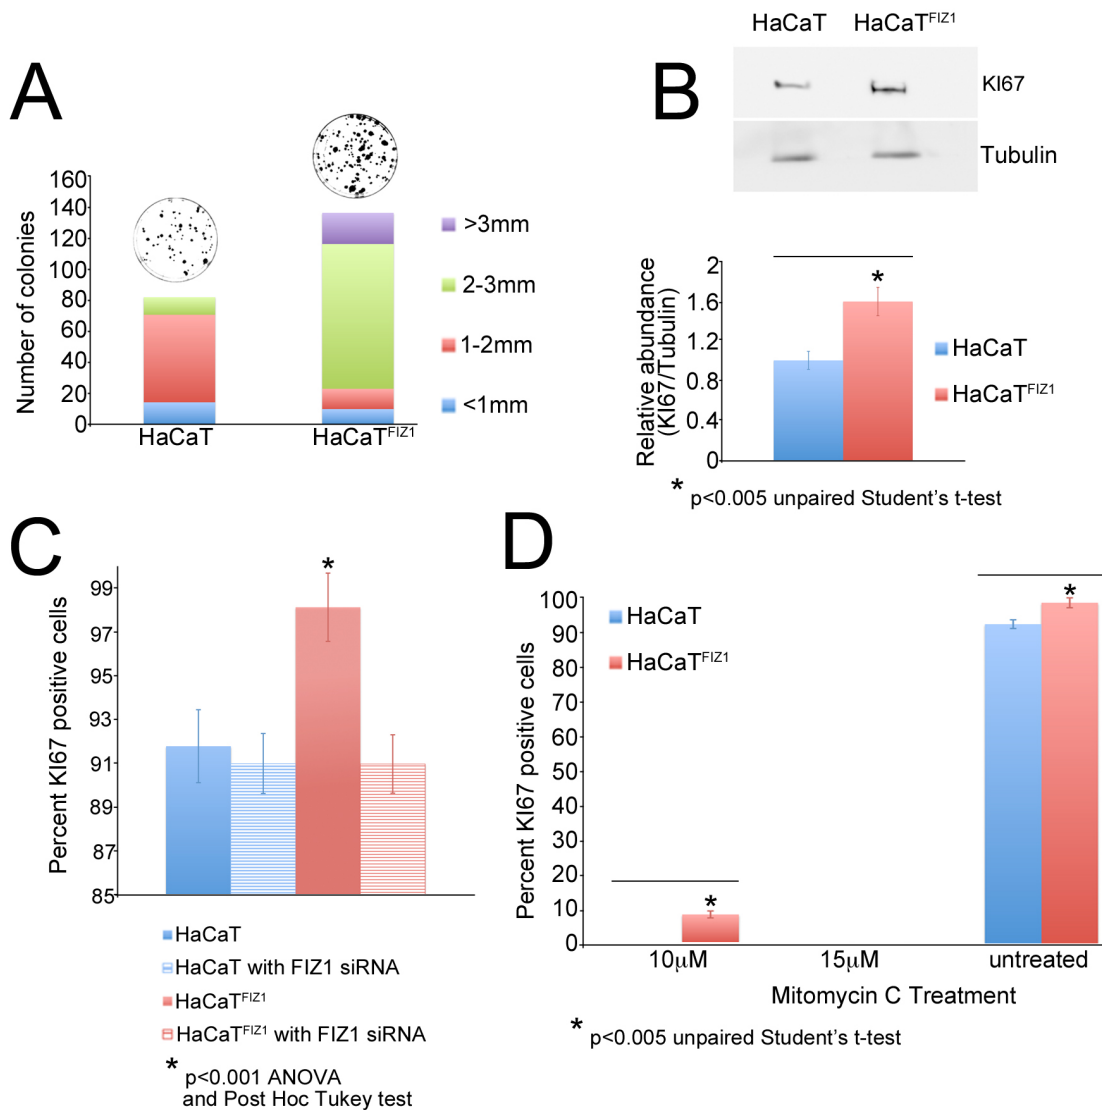 A
160
140
120
100
80
60
40
20
0
Number of colonies
HaCaT
HaCaTFIZ1
>3mm
2-3mm
1-2mm
<1mm
B
HaCaT
HaCaTFIZ1
KI67
Tubulin
2
1.6
1.2
0.8
0.4
0
Relative abundance
(KI67/Tubulin)
*
HaCaT
HaCaTFIZ1
* p<0.005 unpaired Student's t-test
C
99
97
95
93
91
89
87
85
Percent KI67 positive cells
*
HaCaT
HaCaT with FIZ1 siRNA
HaCaTFIZ1
HaCaTFIZ1 with FIZ1 siRNA
* p<0.001 ANOVA
and Post Hoc Tukey test
D
100
90
80
70
60
50
40
30
20
10
0
Percent KI67 positive cells
HaCaT
HaCaTFIZ1
*
*
10μM
15μM
untreated
Mitomycin C Treatment
* p<0.005 unpaired Student's t-test